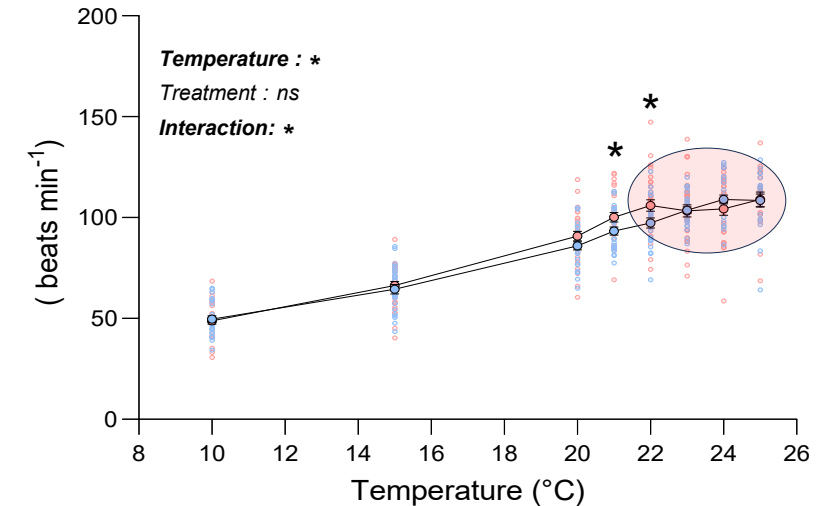 200
Temperature : *
Treatment : ns
Interaction: *
*
*
150
100
50
0
( beats min-1)
8 10 12 14 16 18 20 22 24 26
Temperature (°C)